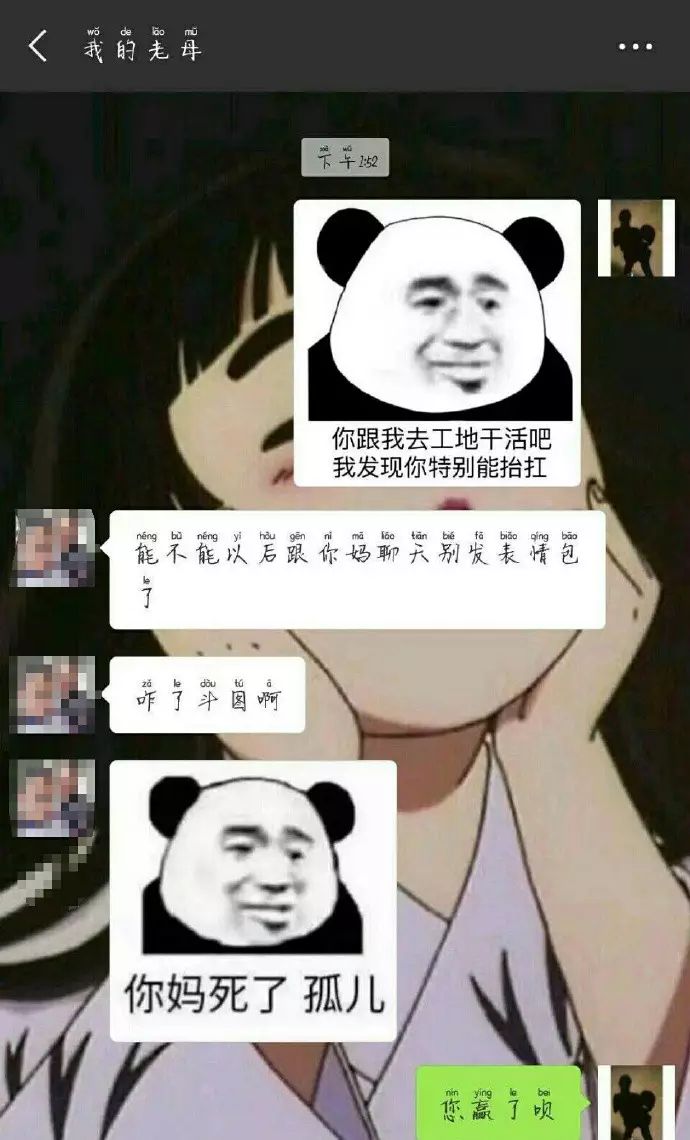 wǒ de lǎo mǔ
我的老母
xià wǔ
下午1:52
你跟我去工地干活吧
我发现你特别能抬扛
néng bù néng yǐ hòu gēn nǐ mā liáo tiān bié fā biǎo qíng bāo
能不能以后跟你妈聊天别发表情包
le
了
zǎ le dòu tú ā
咋了斗图啊
你妈死了 孤儿
nín yíng le bei
您赢了呗